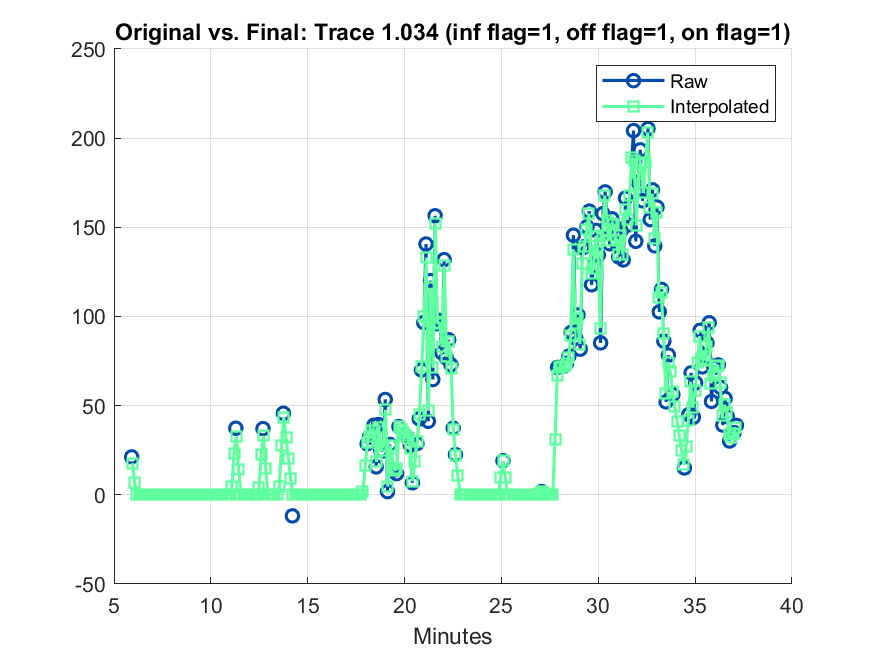 Original vs. Final: Trace 1.034 (inf flag=1, off flag=1, on flag=1)
250
200
150
100
50
0
-50
Raw
Interpolated
5 10 15 20 25 30 35 40
Minutes